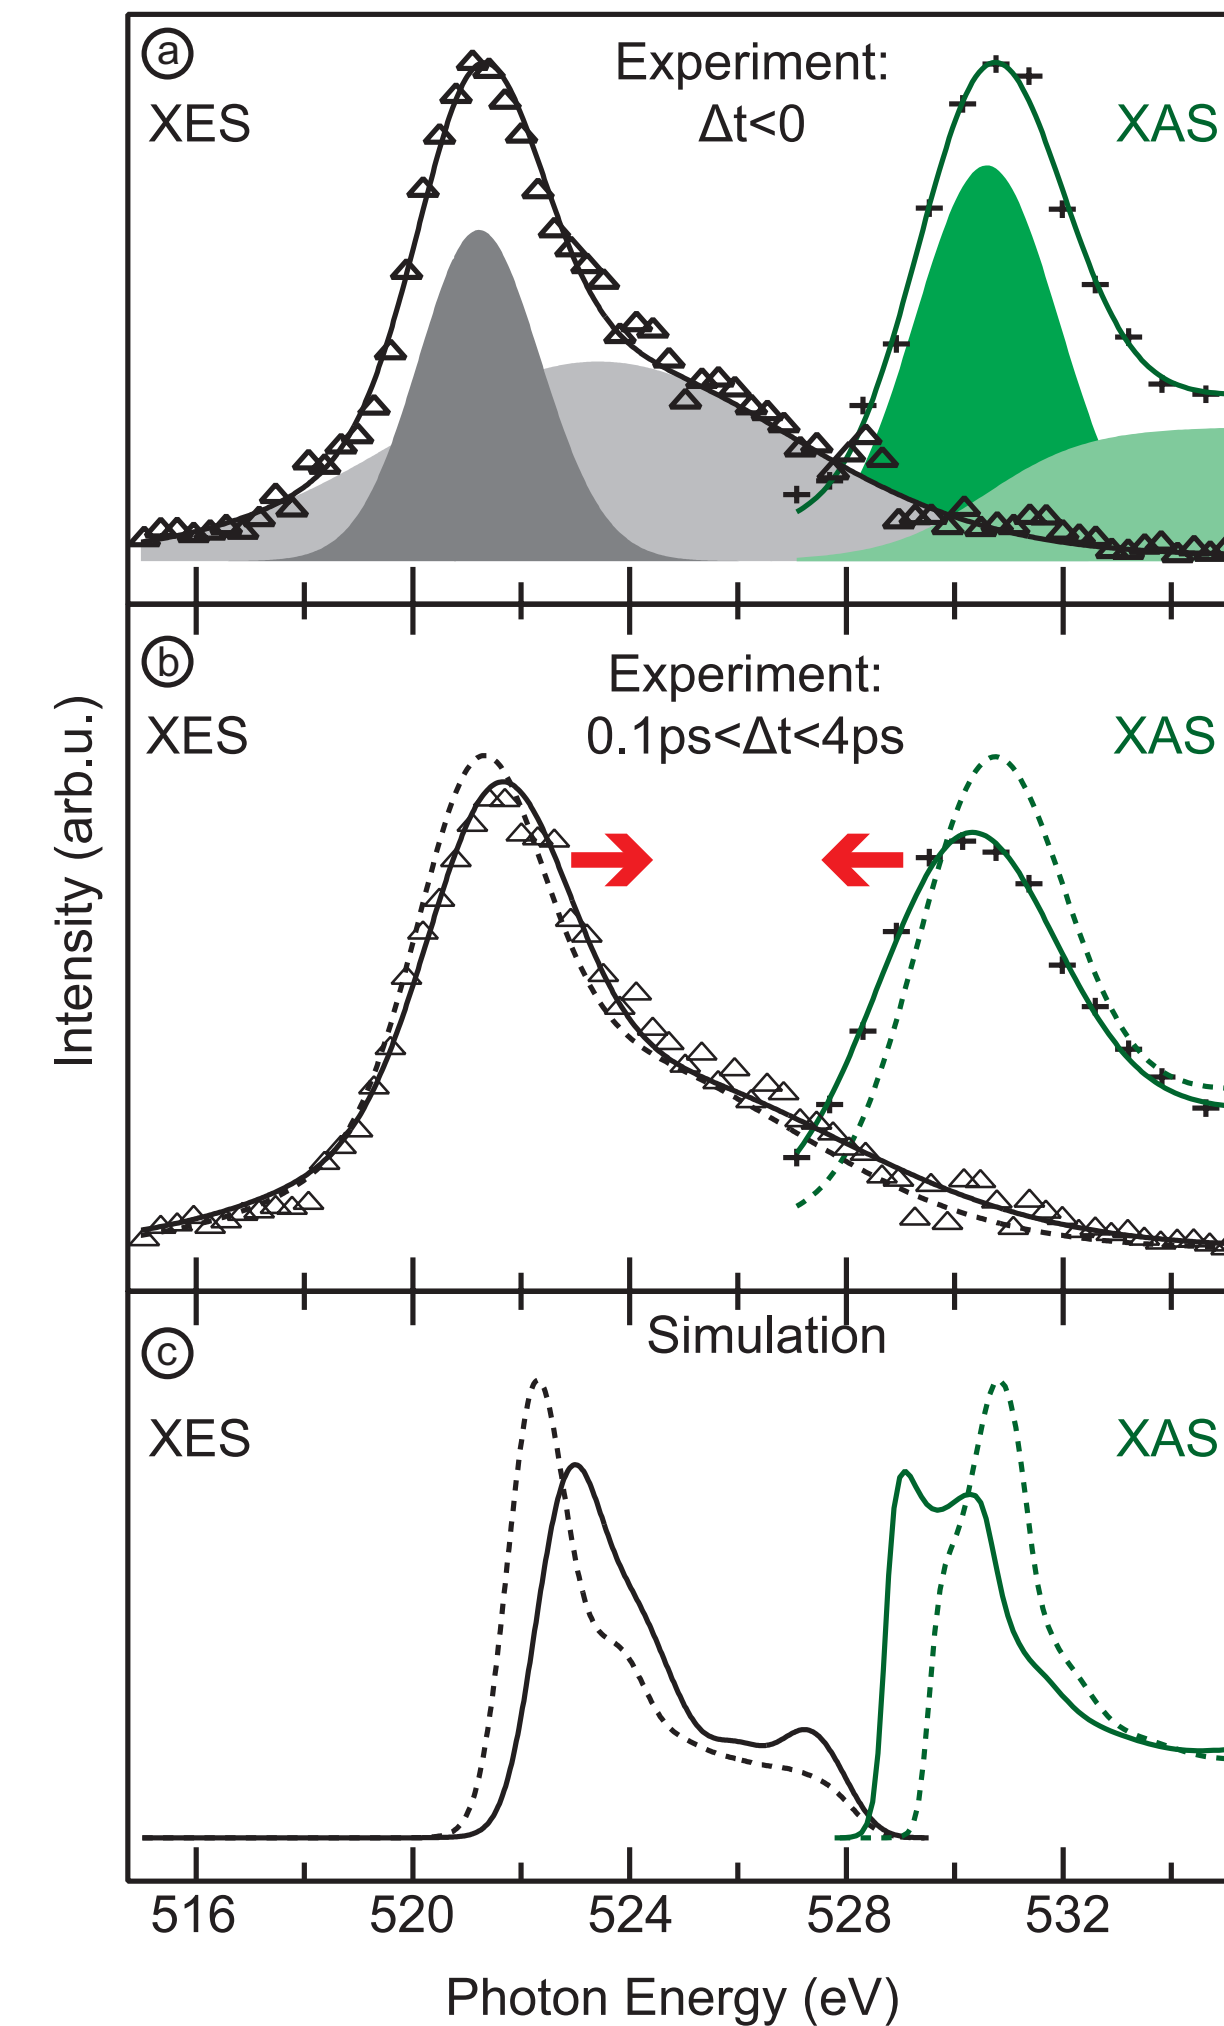 a
Experiment:
XES
Δt<0
XAS
b
Experiment:
XES
0.1ps<Δt<4ps
XAS
Intensity (arb.u.)
c
Simulation
XES
XAS
516 520 524 528 532
Photon Energy (eV)